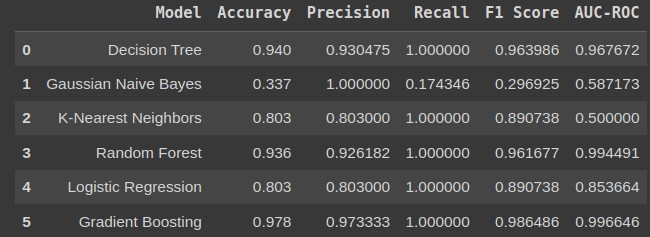 Model Accuracy Precision Recall F1 Score AUC-ROC
0 Decision Tree 0.940 0.930475 1.000000 0.963986 0.967672
1 Gaussian Naive Bayes 0.337 1.000000 0.174346 0.296925 0.587173
2 K-Nearest Neighbors 0.803 0.803000 1.000000 0.890738 0.500000
3 Random Forest 0.936 0.926182 1.000000 0.961677 0.994491
4 Logistic Regression 0.803 0.803000 1.000000 0.890738 0.853664
5 Gradient Boosting 0.978 0.973333 1.000000 0.986486 0.996646